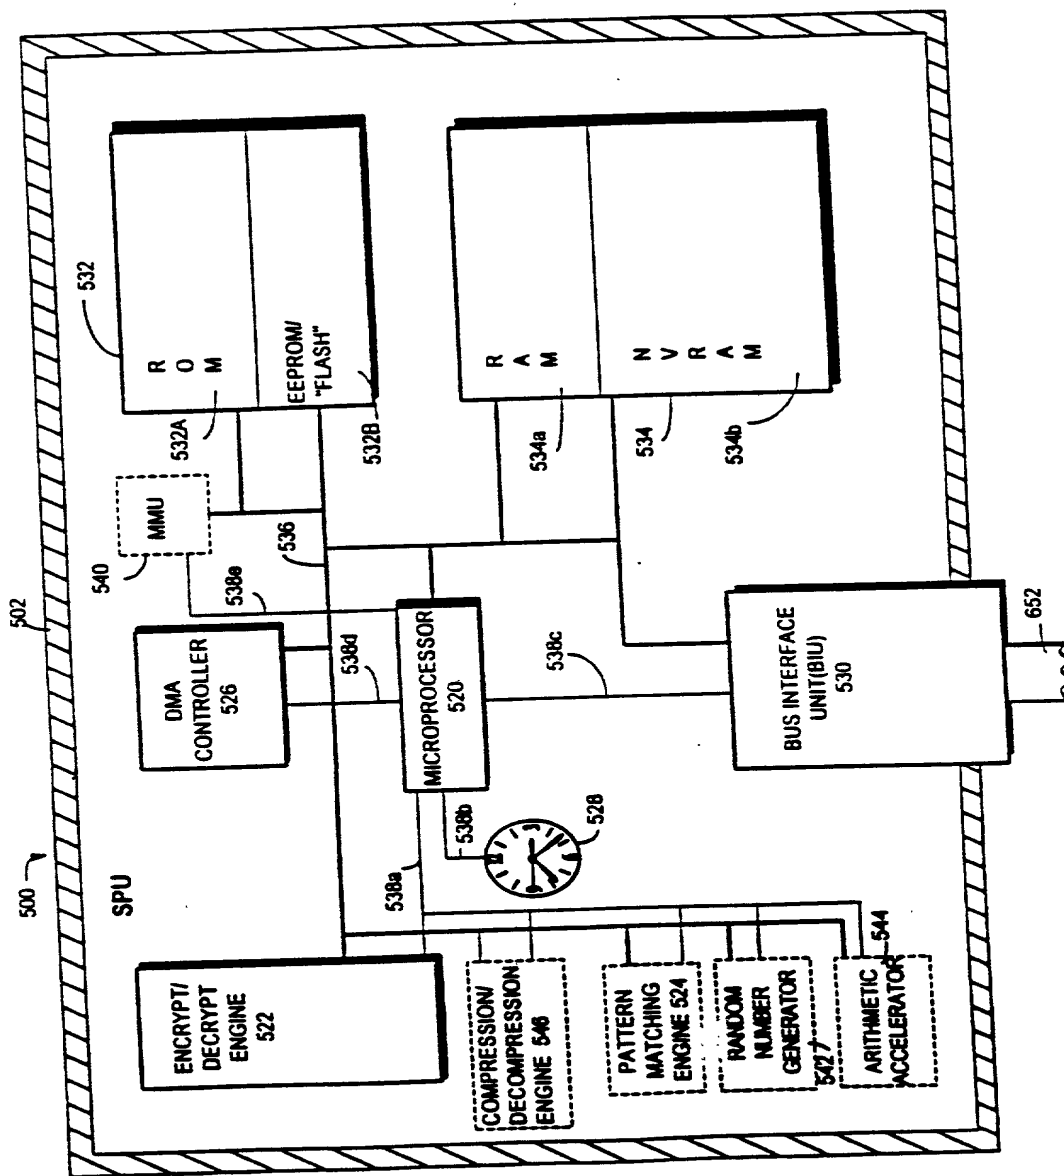 500
502
SPU
ENCRYPT/
DECRYPT
ENGINE
522
DMA
CONTROLLER
526
540
MMU
532
R
O
M
532A
EEPROM/
"FLASH"
532B
538e
536
538d
538a
MICROPROCESSOR
520
538b
528
538c
R
A
M
534a
N
V
R
A
M
534
534b
COMPRESSION/
DECOMPRESSION
ENGINE 546
PATTERN
MATCHING
ENGINE 524
RANDOM
NUMBER
GENERATOR
542
ARITHMETIC
ACCELERATOR
544
BUS INTERFACE
UNIT(BIU)
530
652